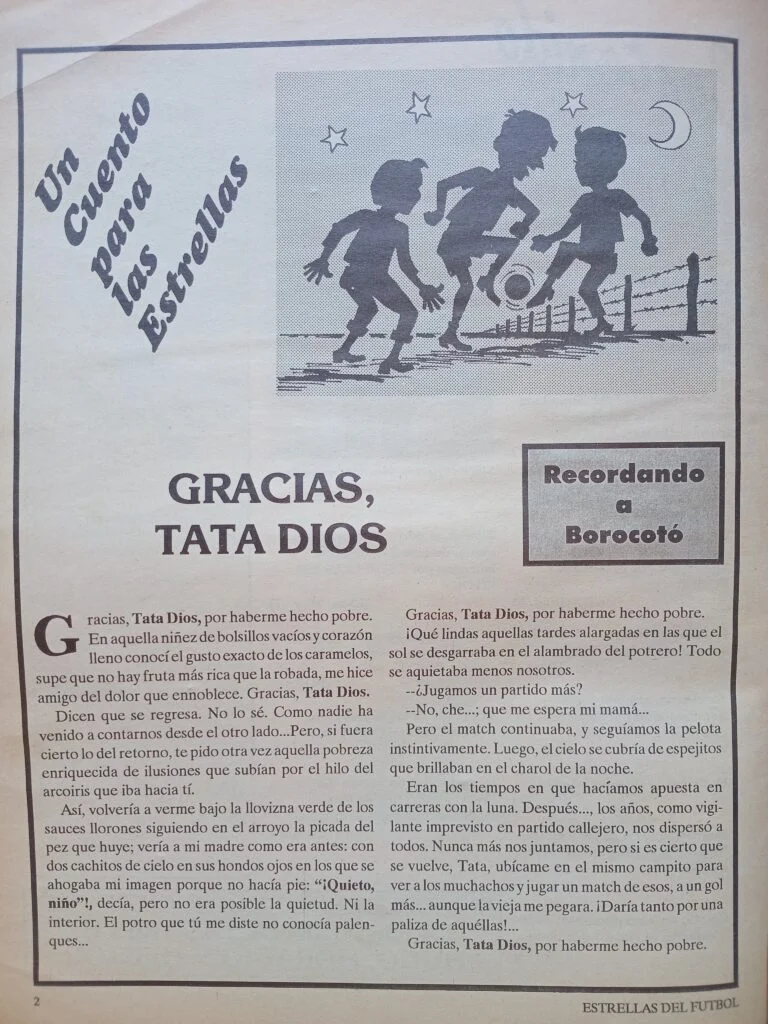 Un
Cuento
para
las
Estrellas
GRACIAS,
TATA DIOS
Recordando
a
Borocotó
Gracias, Tata Dios, por haberme hecho pobre.
En aquella niñez de bolsillos vacíos y corazón
lleno conocí el gusto exacto de los caramelos,
supe que no hay fruta más rica que la robada, me hice
amigo del dolor que ennoblece. Gracias, Tata Dios.
Dicen que se regresa. No lo sé. Como nadie ha
venido a contarnos desde el otro lado...Pero, si fuera
cierto lo del retorno, te pido otra vez aquella pobreza
enriquecida de ilusiones que subían por el hilo del
arcoiris que iba hacia tí.
Así, volvería a verme bajo la llovizna verde de los
sauces llorones siguiendo en el arroyo la picada del
pez que huye; vería a mi madre como era antes: con
dos cachitos de cielo en sus hondos ojos en los que se
ahogaba mi imagen porque no hacía pie: “¡Quieto,
niño”!, decía, pero no era posible la quietud. Ni la
interior. El potro que tú me diste no conocía palen-
ques...
Gracias, Tata Dios, por haberme hecho pobre.
¡Qué lindas aquellas tardes alargadas en las que el
sol se desgarraba en el alambrado del potrero! Todo
se aquietaba menos nosotros.
--¿Jugamos un partido más?
--No, che...; que me espera mi mamá...
Pero el match continuaba, y seguíamos la pelota
instintivamente. Luego, el cielo se cubría de espejitos
que brillaban en el charol de la noche.
Eran los tiempos en que hacíamos apuesta en
carreras con la luna. Después..., los años, como vigi-
lante imprevisto en partido callejero, nos dispersó a
todos. Nunca más nos juntamos, pero si es cierto que
se vuelve, Tata, ubícame en el mismo campito para
ver a los muchachos y jugar un match de esos, a un gol
más... aunque la vieja me pegara. ¡Daría tanto por una
paliza de aquéllas!...
Gracias, Tata Dios, por haberme hecho pobre.
2
ESTRELLAS DEL FUTBOL